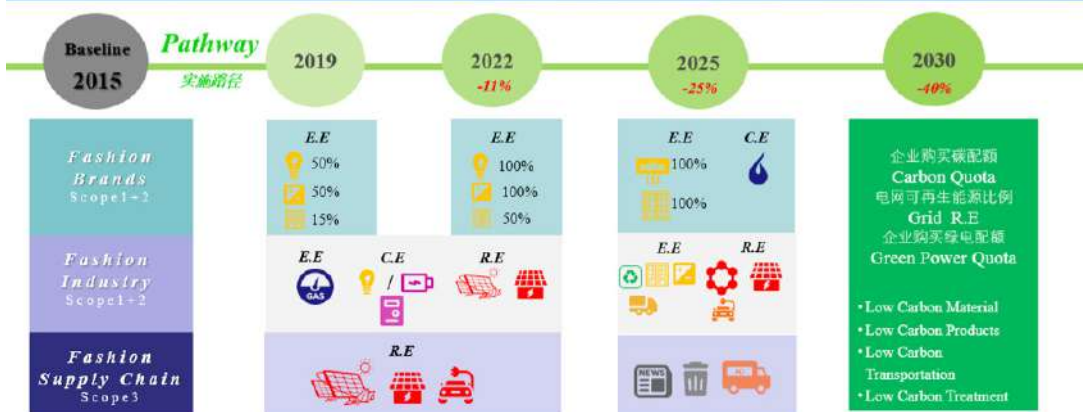 Baseline
2015
Pathway
实施路径
2019
2022
-11%
2025
-25%
2030
-40%
Fashion
Brands
Scope1+2
E.E
50%
50%
15%
E.E
100%
100%
50%
E.E
C.E
100%
100%
企业购买碳配额
Carbon Quota
电网可再生能源比例
Grid R.E
企业购买绿电配额
Green Power Quota
• Low Carbon Material
• Low Carbon Products
• Low Carbon
Transportation
• Low Carbon Treatment
Fashion
Industry
Scope1+2
E.E
C.E
R.E
GAS
/
E.E
R.E
Fashion
Supply Chain
Scope3
R.E
NEWS